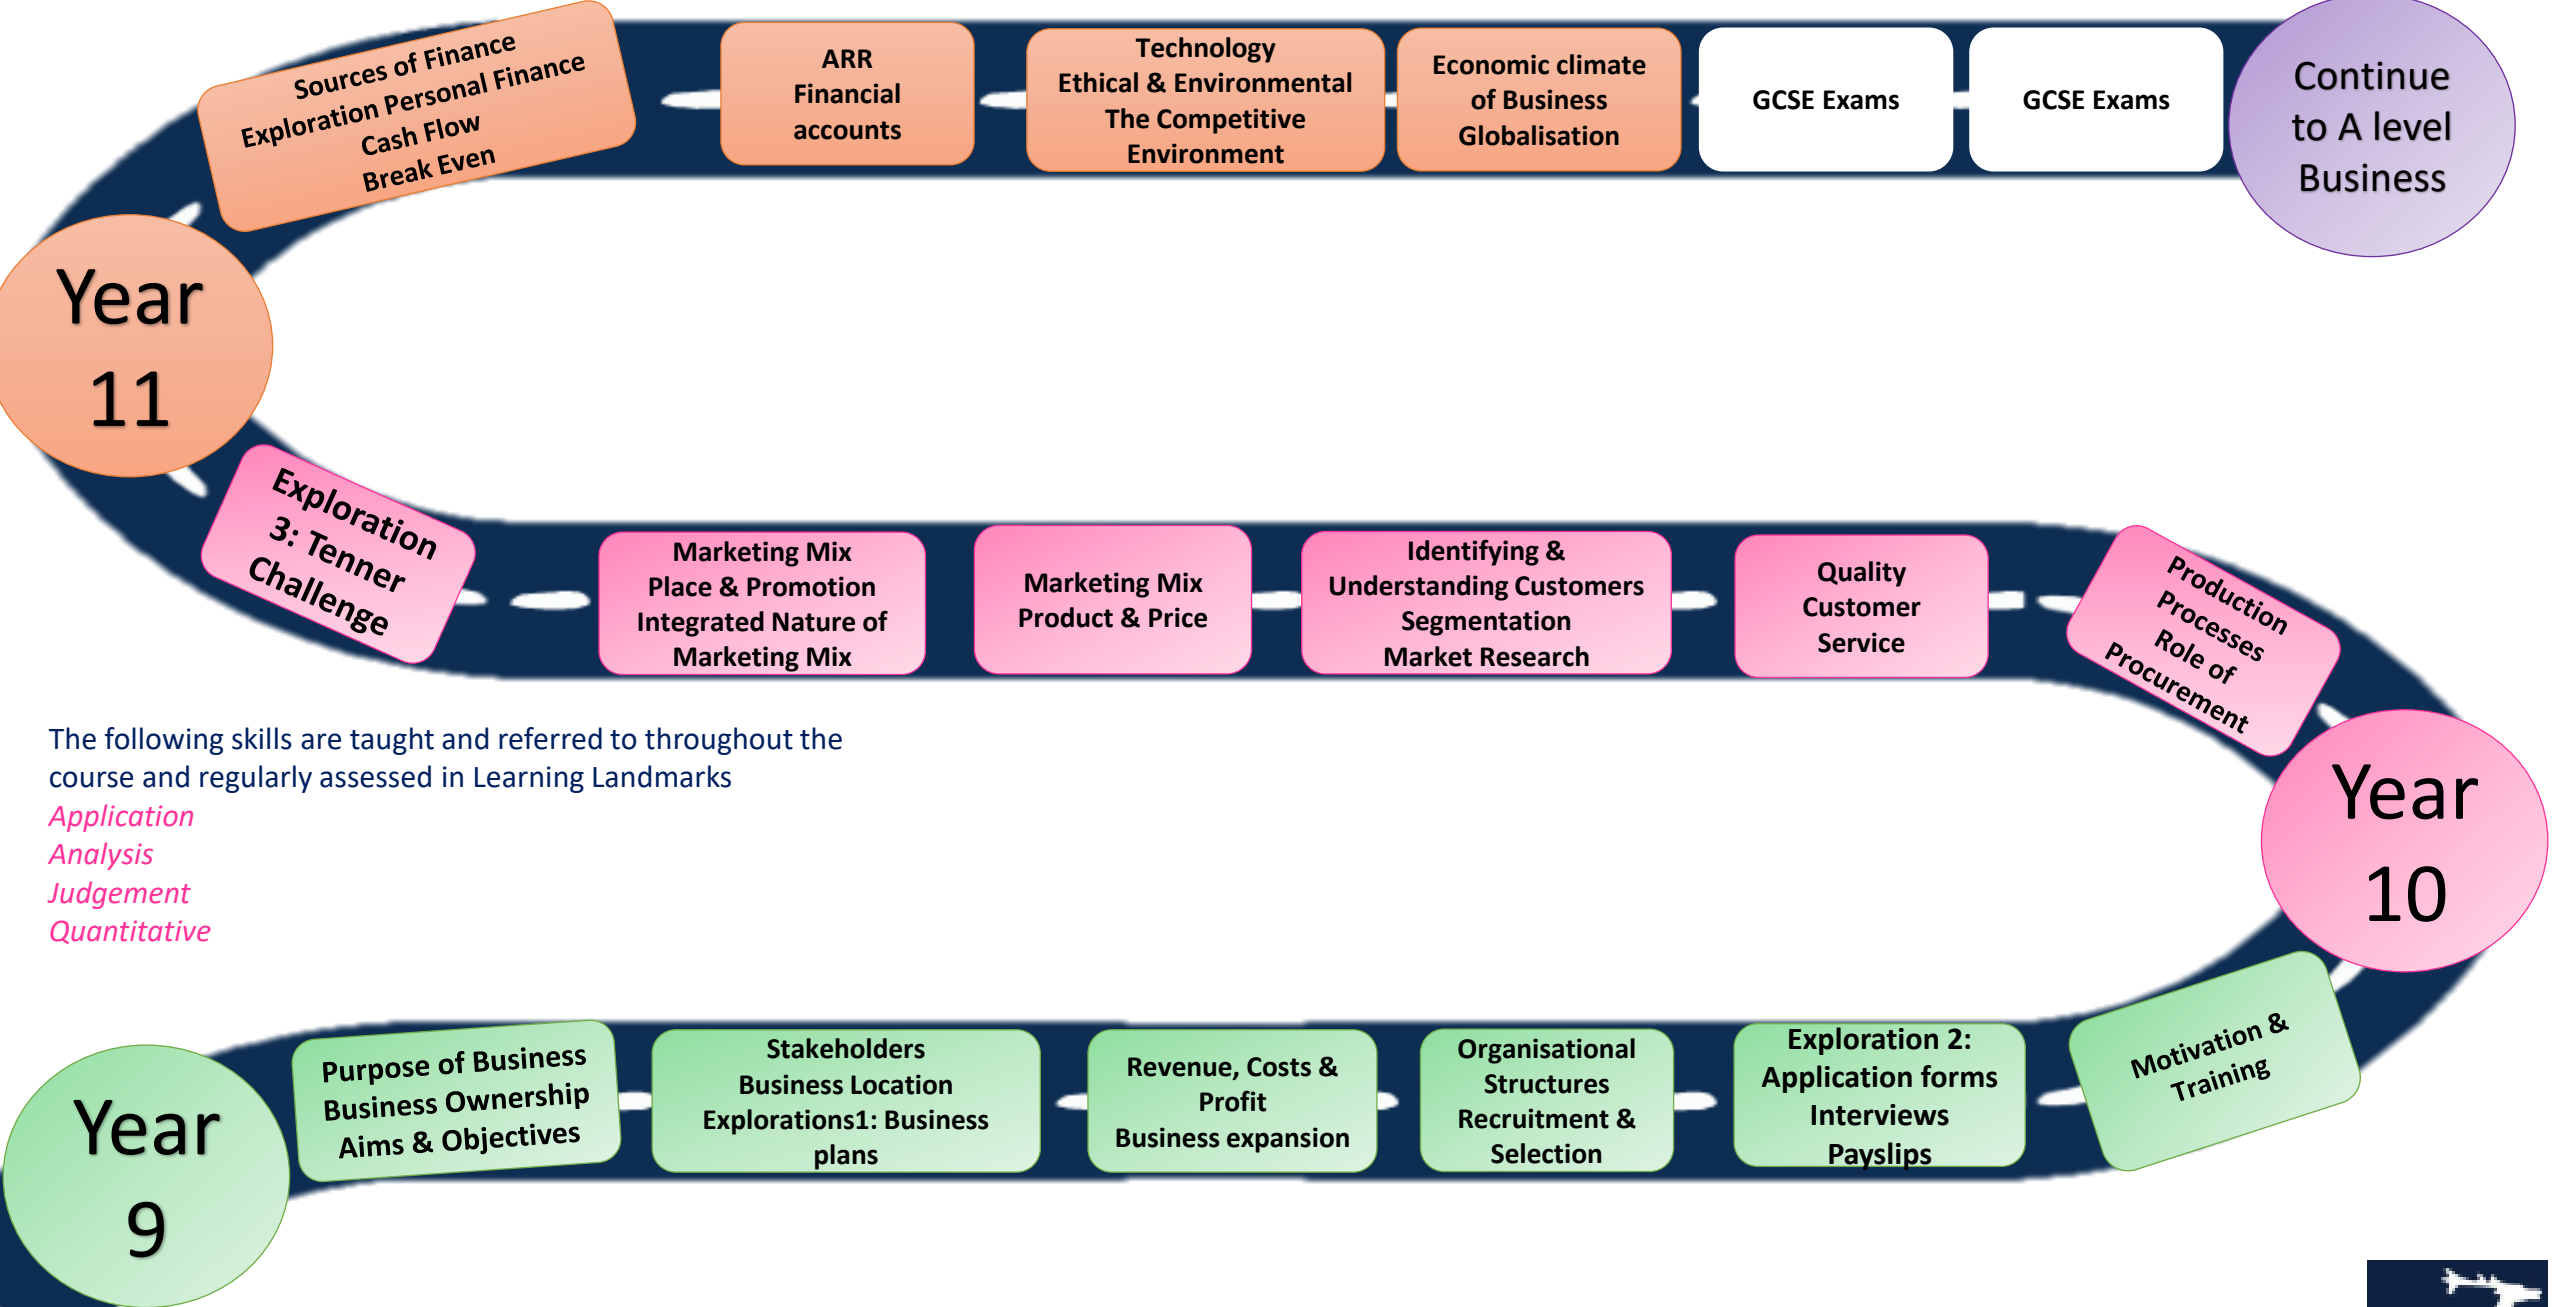 Sources of Finance
Exploration Personal Finance
Cash Flow
Break Even
ARR
Financial
accounts
Technology
Ethical & Environmental
The Competitive
Environment
Economic climate
of Business
Globalisation
GCSE Exams
GCSE Exams
Continue
to A level
Business
Year
11
Exploration
3: Tenner
Challenge
Marketing Mix
Place & Promotion
Integrated Nature of
Marketing Mix
Marketing Mix
Product & Price
Identifying &
Understanding Customers
Segmentation
Market Research
Quality
Customer
Service
Production
Processes
Role of
Procurement
The following skills are taught and referred to throughout the
course and regularly assessed in Learning Landmarks
Application
Analysis
Judgement
Quantitative
Year
10
Year
9
Purpose of Business
Business Ownership
Aims & Objectives
Stakeholders
Business Location
Explorations1: Business
plans
Revenue, Costs &
Profit
Business expansion
Organisational
Structures
Recruitment &
Selection
Exploration 2:
Application forms
Interviews
Payslips
Motivation &
Training